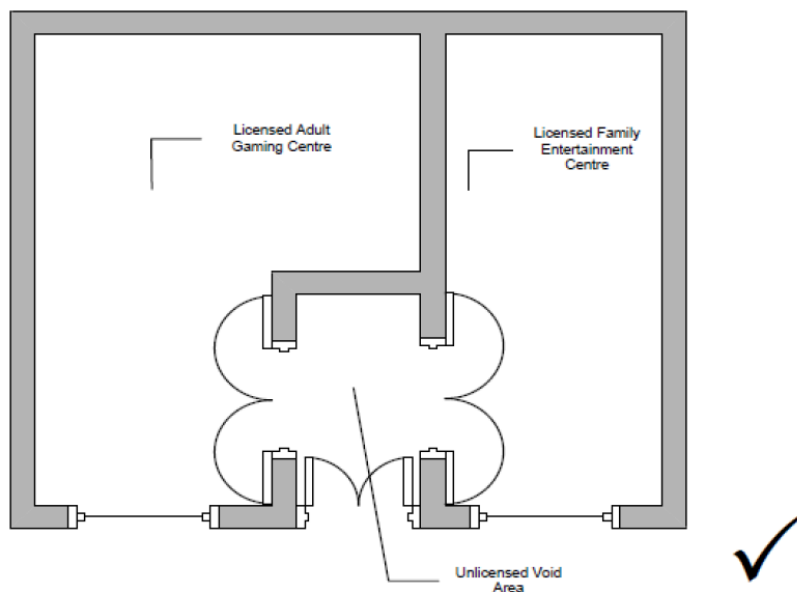 Licensed Adult
Gaming Centre
Licensed Family
Entertainment
Centre
Unlicensed Void
Area